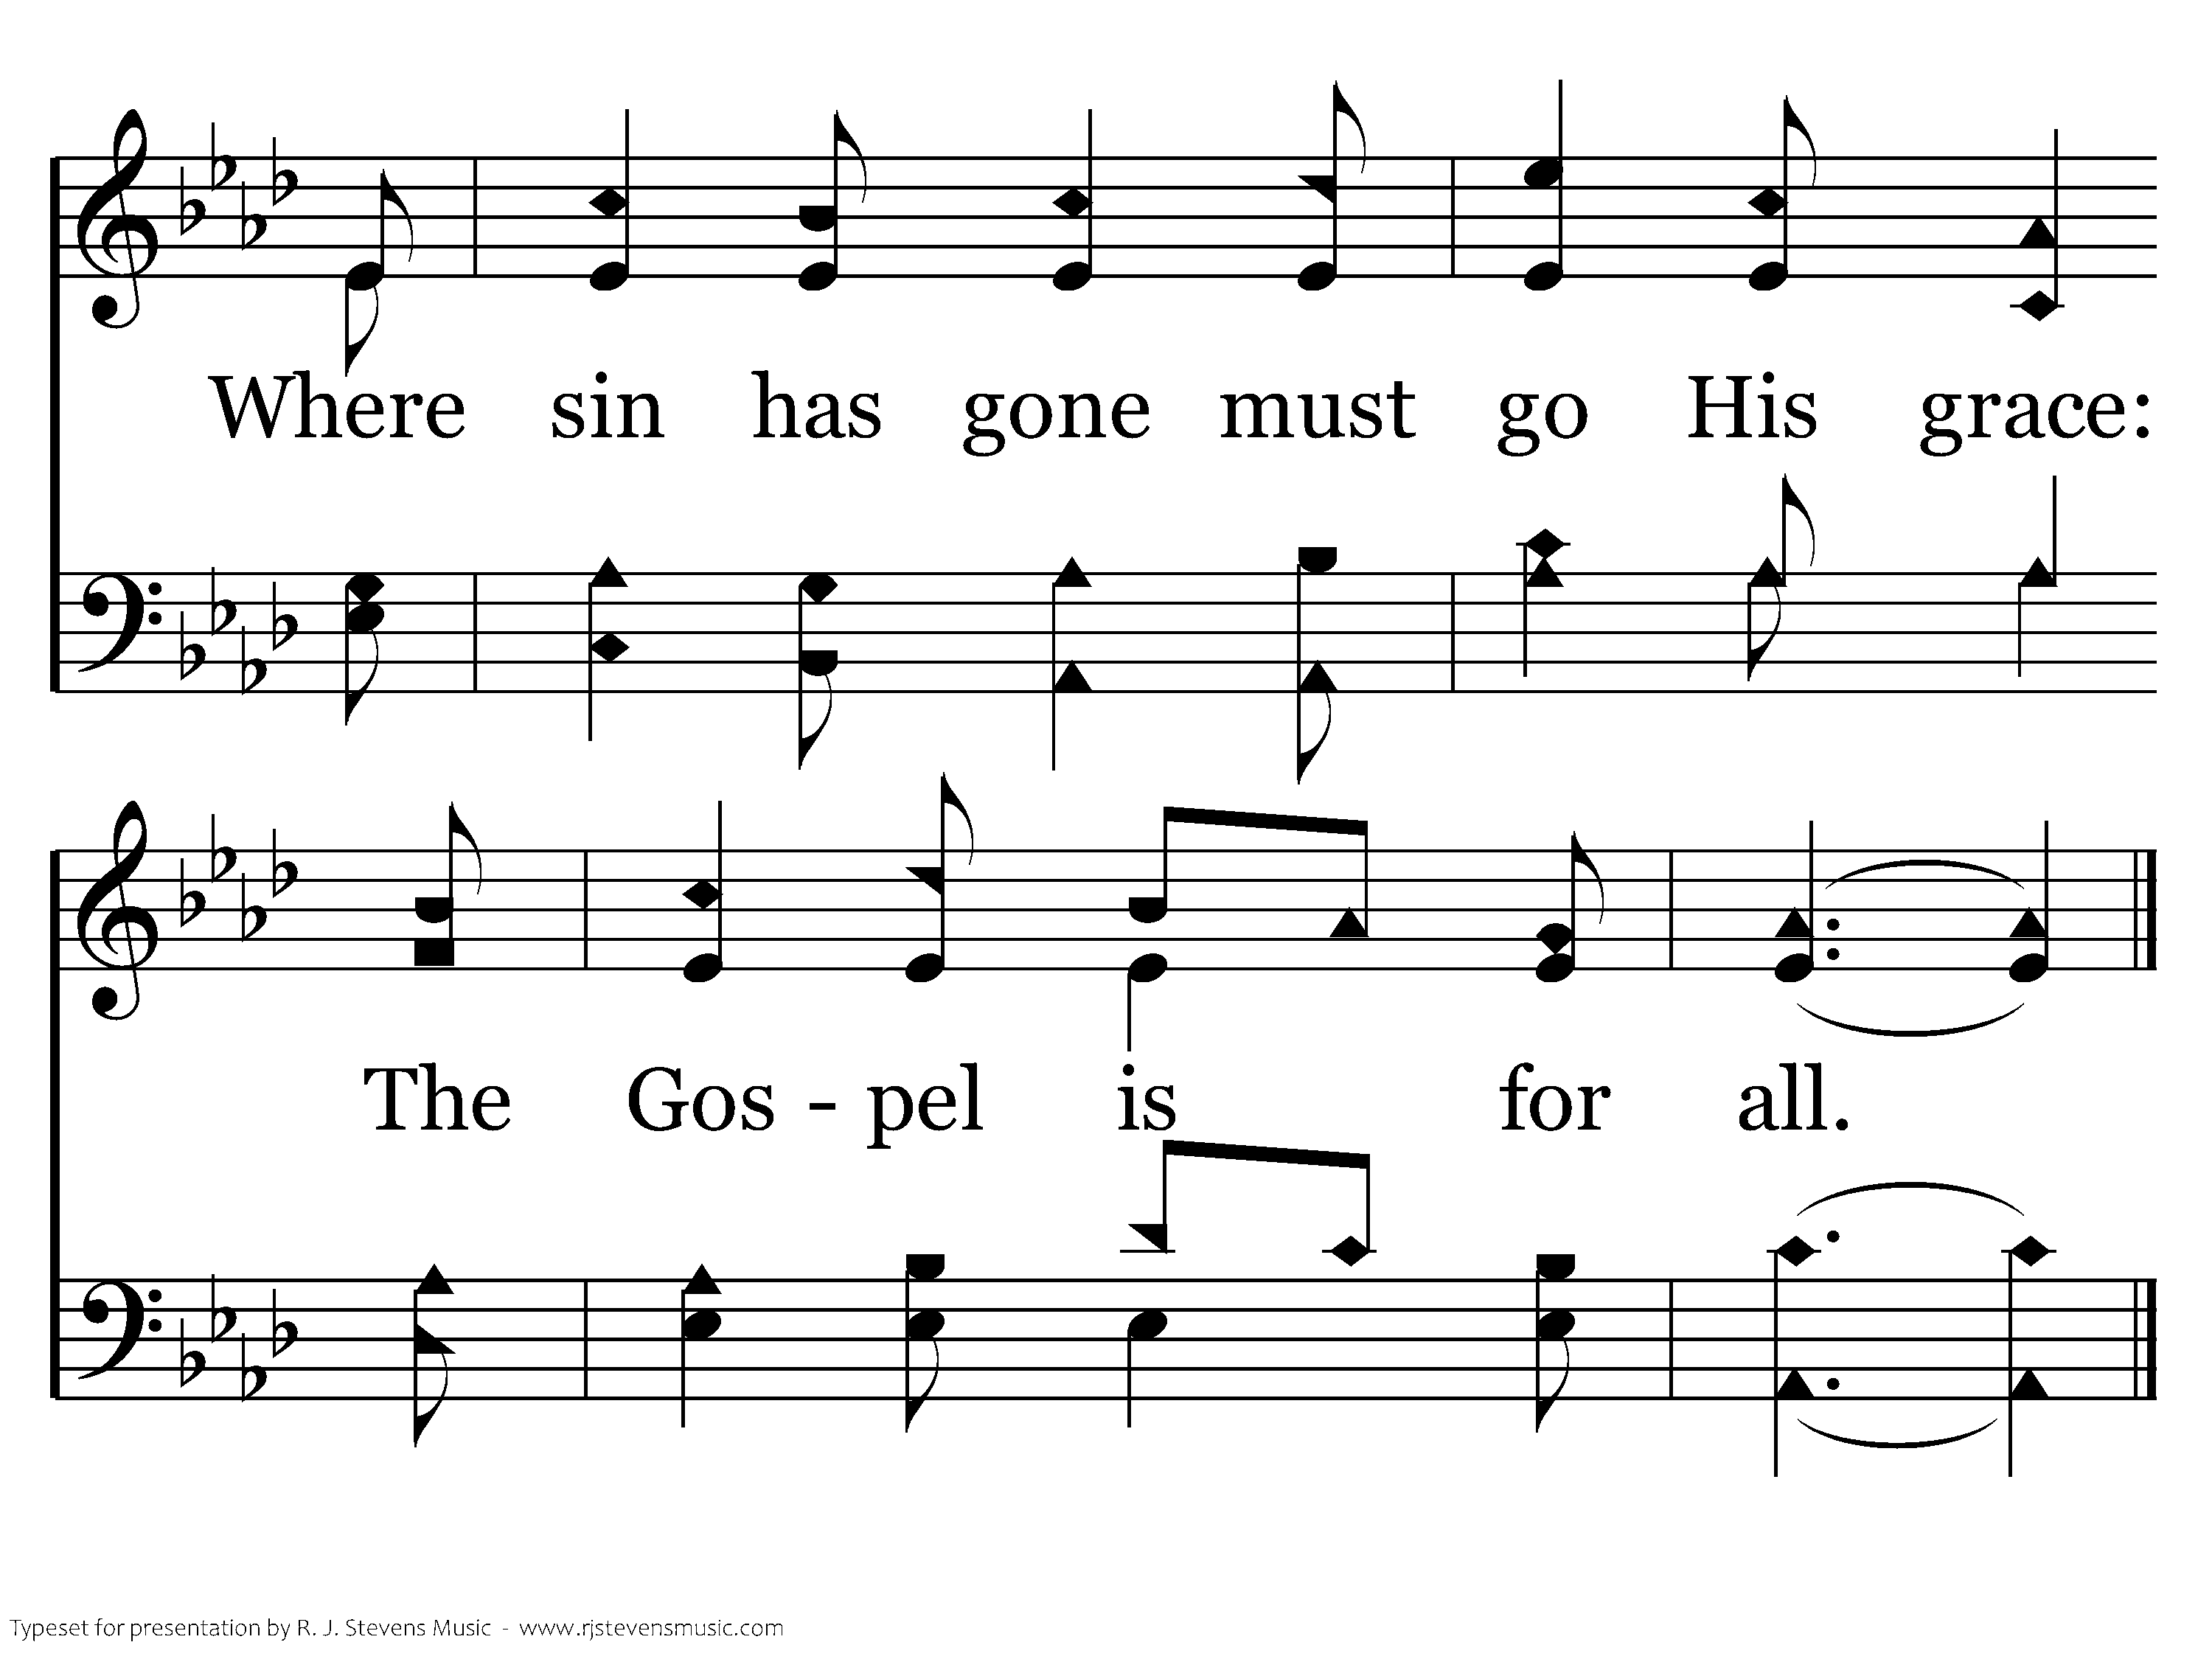 Where sin has gone must go His grace:
The Gos - pel is for all.
Typeset for presentation by R. J. Stevens Music - www.rjstevensmusic.com